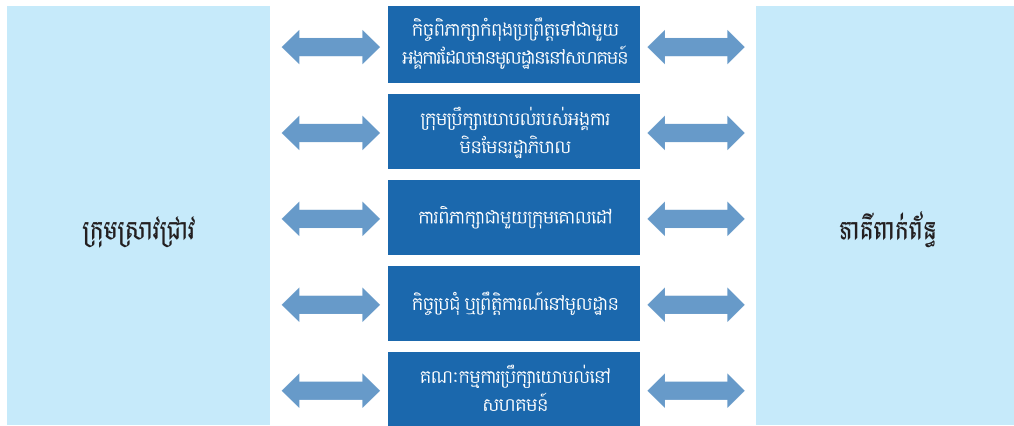 ក្រុមស្រាវជ្រាវ
កិច្ចពិភាក្សាកំពុងប្រព្រឹត្តទៅជាមួយ
អង្គការដែលមានមូលដ្ឋាននៅសហគមន៍
ក្រុមប្រឹក្សាយោបល់របស់អង្គការ
មិនមែនរដ្ឋាភិបាល
ការពិភាក្សាជាមួយក្រុមគោលដៅ
កិច្ចប្រជុំ ឬព្រឹត្តិការណ៍នៅមូលដ្ឋាន
គណៈកម្មការប្រឹក្សាយោបល់នៅ
សហគមន៍
ភាគីពាក់ព័ន្ធ